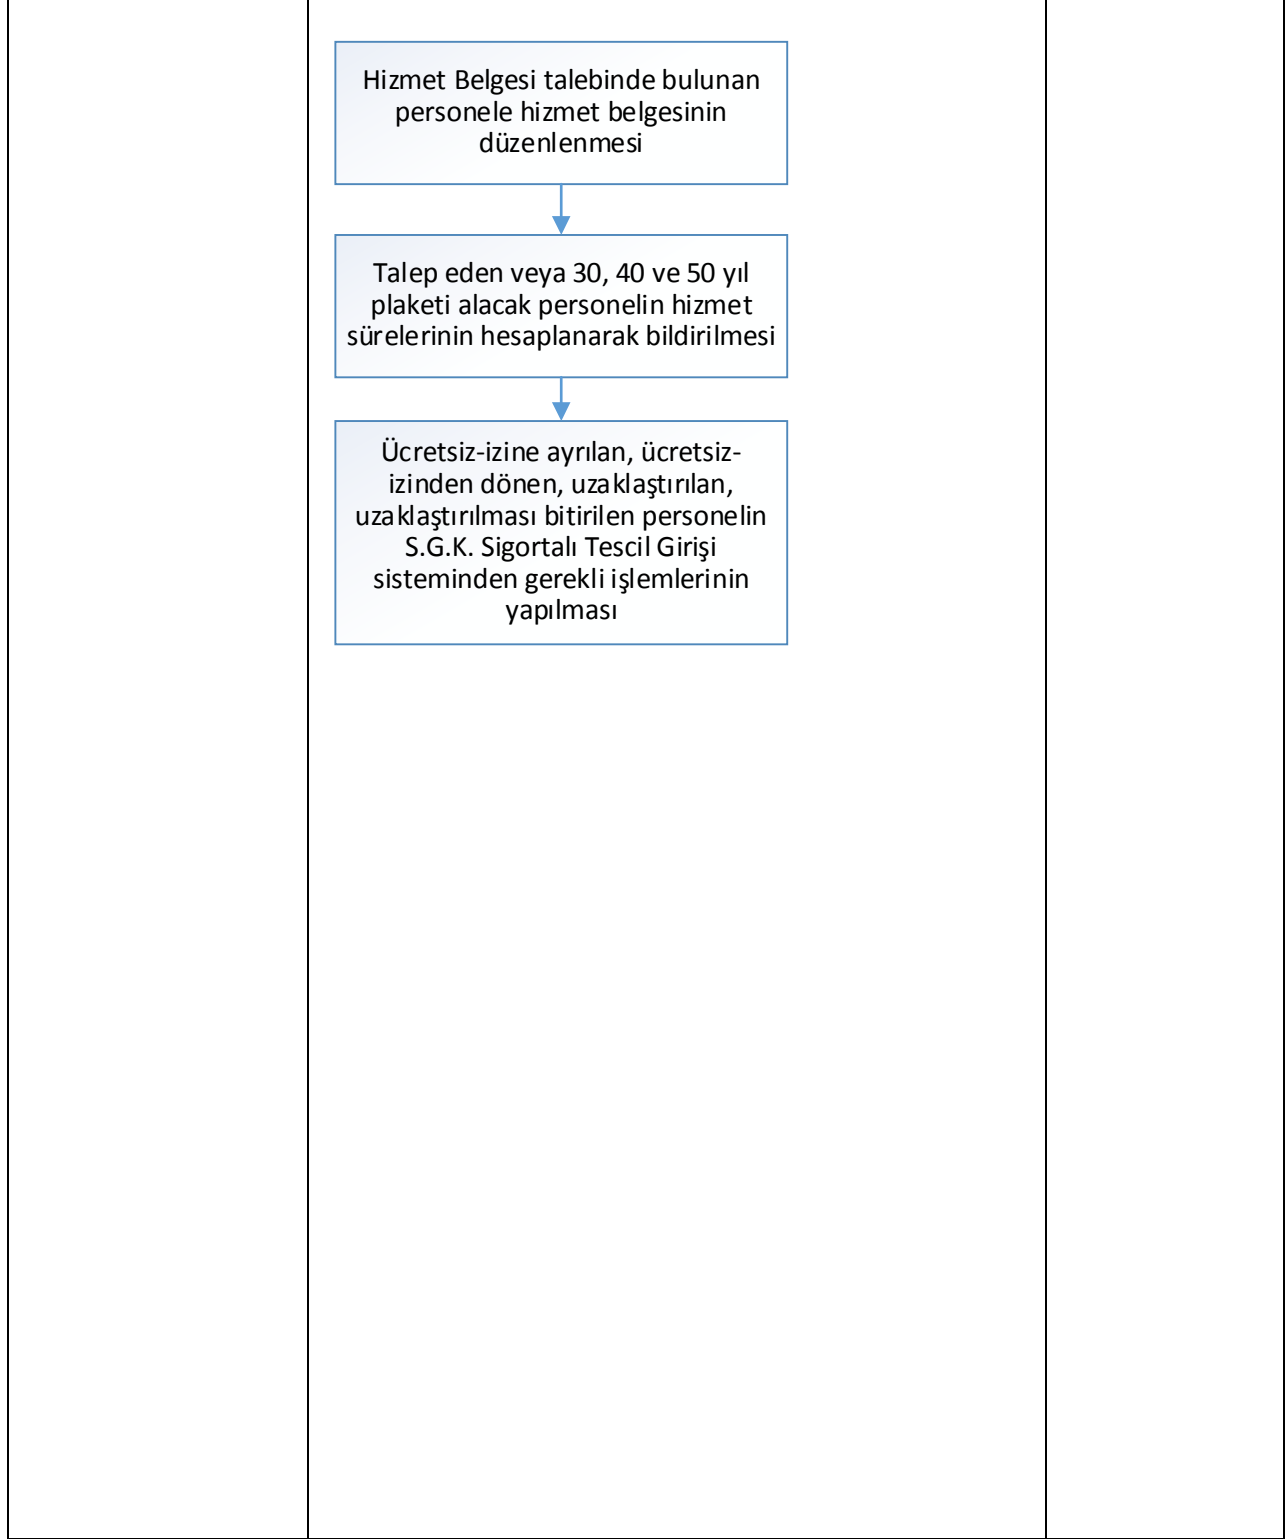 Hizmet Belgesi talebinde bulunan
personele hizmet belgesinin
düzenlenmesi
Talep eden veya 30, 40 ve 50 yıl
plaketi alacak personelin hizmet
sürelerinin hesaplanarak bildirilmesi
Ücretsiz-izine ayrılan, ücretsiz-
izinden dönen, uzaklaştırılan,
uzaklaştırılması bitirilen personelin
S.G.K. Sigortalı Tescil Girişi
sisteminden gerekli işlemlerinin
yapılması